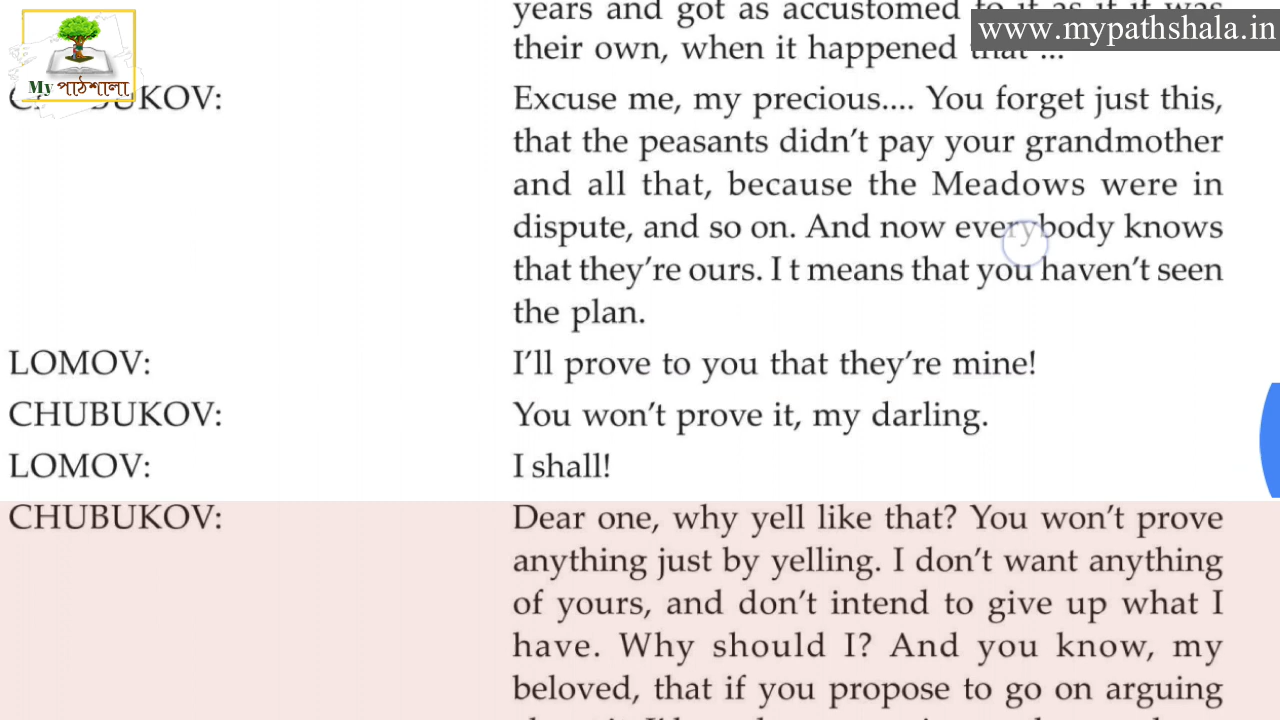 years and got as accustomed to it as if it was
www.mypathshala.in
their own, when it happened that ...
My পাঠশালা
CHUBUKOV:
Excuse me, my precious.... You forget just this,
that the peasants didn't pay your grandmother
and all that, because the Meadows were in
dispute, and so on. And now everybody knows
that they're ours. I t means that you haven't seen
the plan.
LOMOV:
I'll prove to you that they're mine!
CHUBUKOV:
You won't prove it, my darling.
LOMOV:
I shall!
CHUBUKOV:
Dear one, why yell like that? You won't prove
anything just by yelling. I don't want anything
of yours, and don't intend to give up what I
have. Why should I? And you know, my
beloved, that if you propose to go on arguing